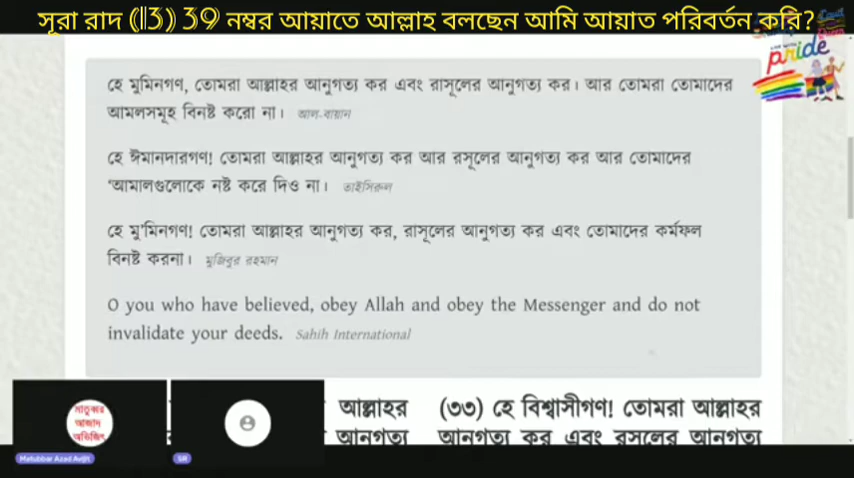 সূরা রাদ (13) 39 নম্বর আয়াতে আল্লাহ বলছেন আমি আয়াত পরিবর্তন করি?
pride
হে মুমিনগণ, তোমরা আল্লাহর আনুগত্য কর এবং রাসূলের আনুগত্য কর। আর তোমরা তোমাদের
আমলসমূহ বিনষ্ট করো না। আল-বায়ান
হে ঈমানদারগণ! তোমরা আল্লাহর আনুগত্য কর আর রসূলের আনুগত্য কর আর তোমাদের
‘আমালগুলোকে নষ্ট করে দিও না। তাইসিরুল
হে মু’মিনগণ! তোমরা আল্লাহর আনুগত্য কর, রাসূলের আনুগত্য কর এবং তোমাদের কর্মফল
বিনষ্ট করনা। মুজিবুর রহমান
O you who have believed, obey Allah and obey the Messenger and do not
invalidate your deeds. Sahih International
আল্লাহর (৩৩) হে বিশ্বাসীগণ! তোমরা আল্লাহর
আনুগত্য আনুগত্য কর এবং রসূলের আনুগত্য
মাতুব্বর
আজাদ
অভিজিৎ
Matubbar Azad Avijit
SR